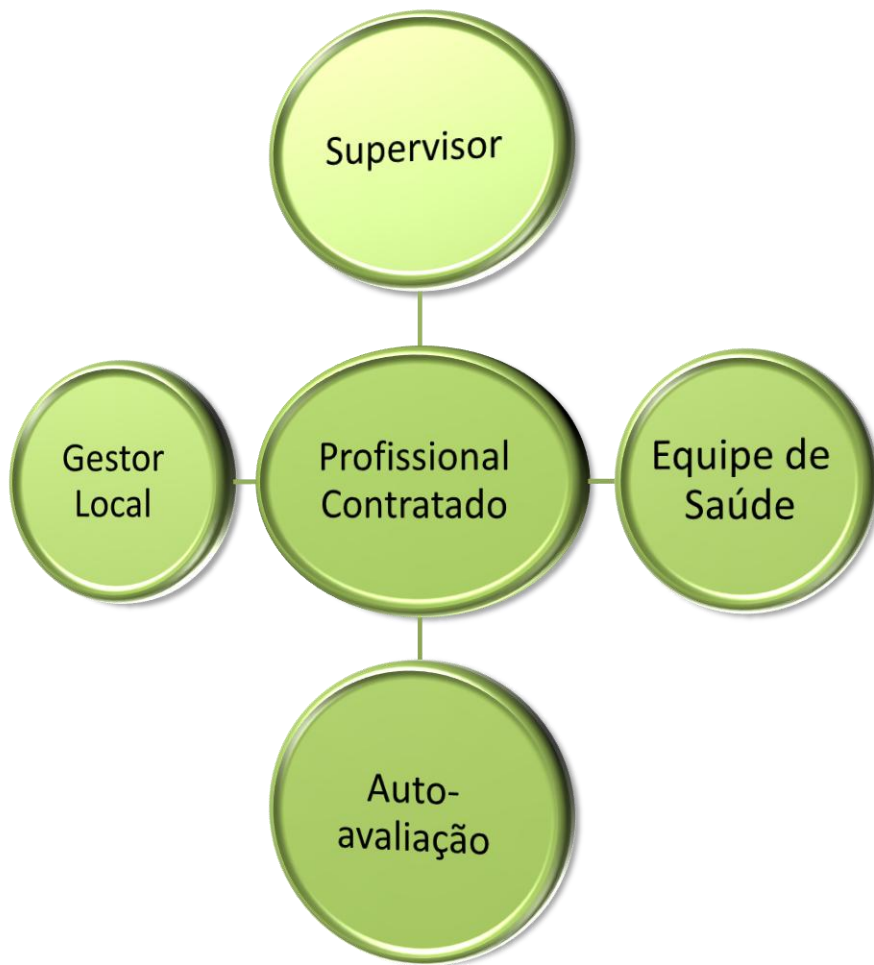 Supervisor
Gestor
Local
Profissional
Contratado
Equipe de
Saúde
Auto-
avaliação